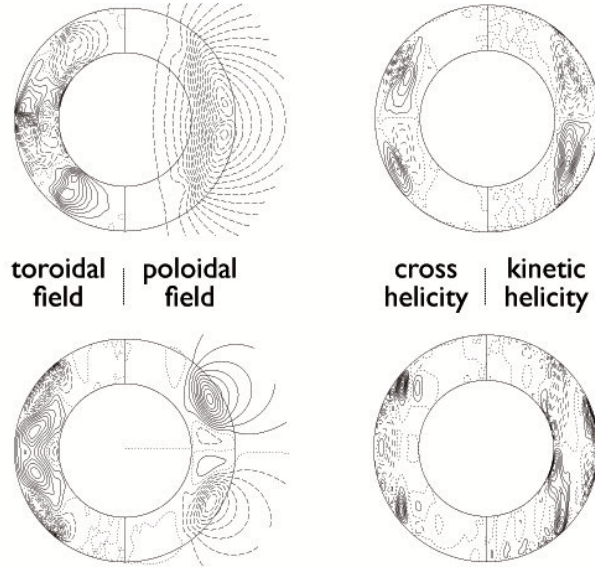 toroidal field
poloidal field
cross helicity
kinetic helicity